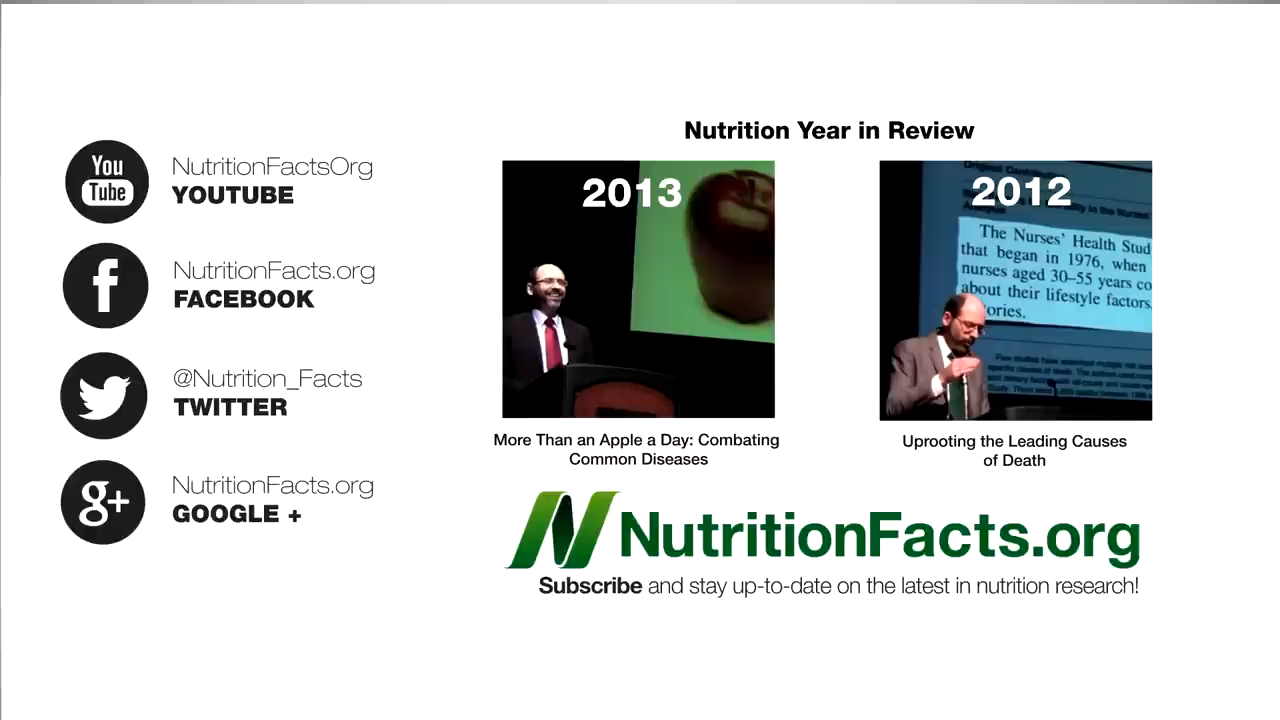 You
Tube
NutritionFactsOrg
YOUTUBE
f
NutritionFacts.org
FACEBOOK
@Nutrition_Facts
TWITTER
g+
NutritionFacts.org
GOOGLE +
Nutrition Year in Review
2013
More Than an Apple a Day: Combating
Common Diseases
2012
The Nurses' Health Stud
that began in 1976, when
nurses aged 30–55 years co
about their lifestyle factors
ories.
Uprooting the Leading Causes
of Death
NutritionFacts.org
Subscribe and stay up-to-date on the latest in nutrition research!